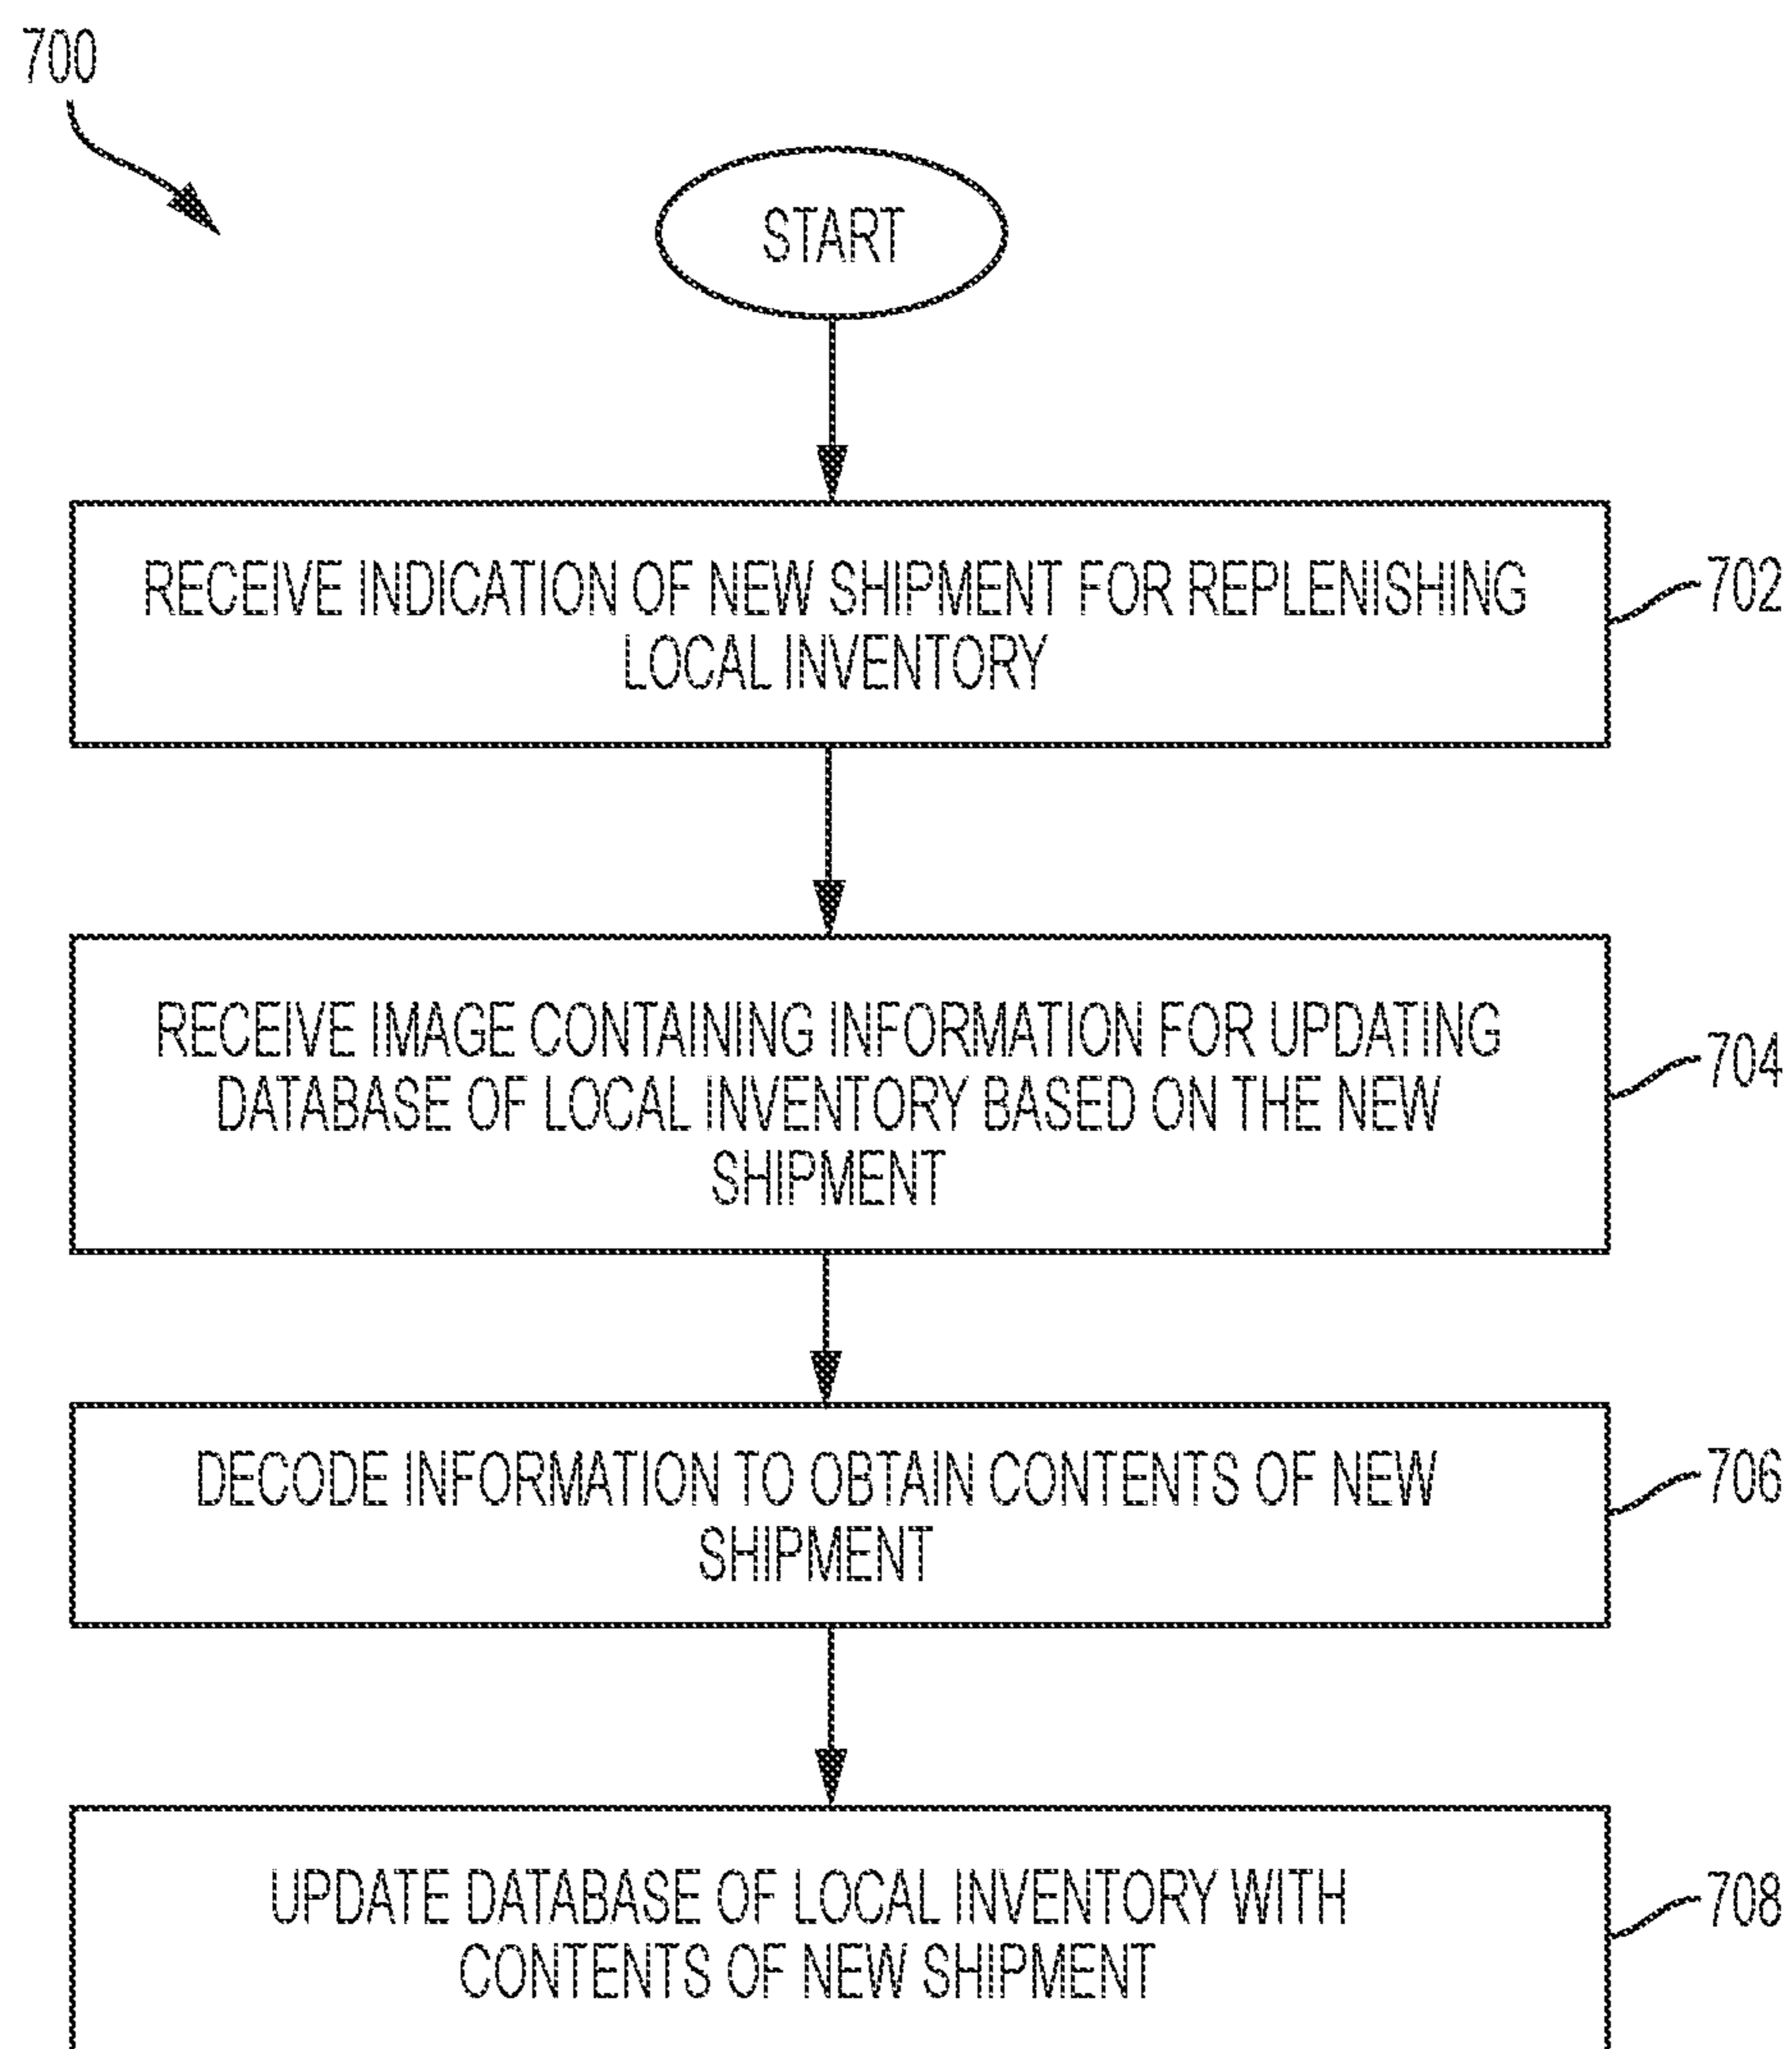 700
START
RECEIVE INDICATION OF NEW SHIPMENT FOR REPLENISHING
LOCAL INVENTORY
702
RECEIVE IMAGE CONTAINING INFORMATION FOR UPDATING
DATABASE OF LOCAL INVENTORY BASED ON THE NEW
SHIPMENT
704
DECODE INFORMATION TO OBTAIN CONTENTS OF NEW
SHIPMENT
706
UPDATE DATABASE OF LOCAL INVENTORY WITH
CONTENTS OF NEW SHIPMENT
708